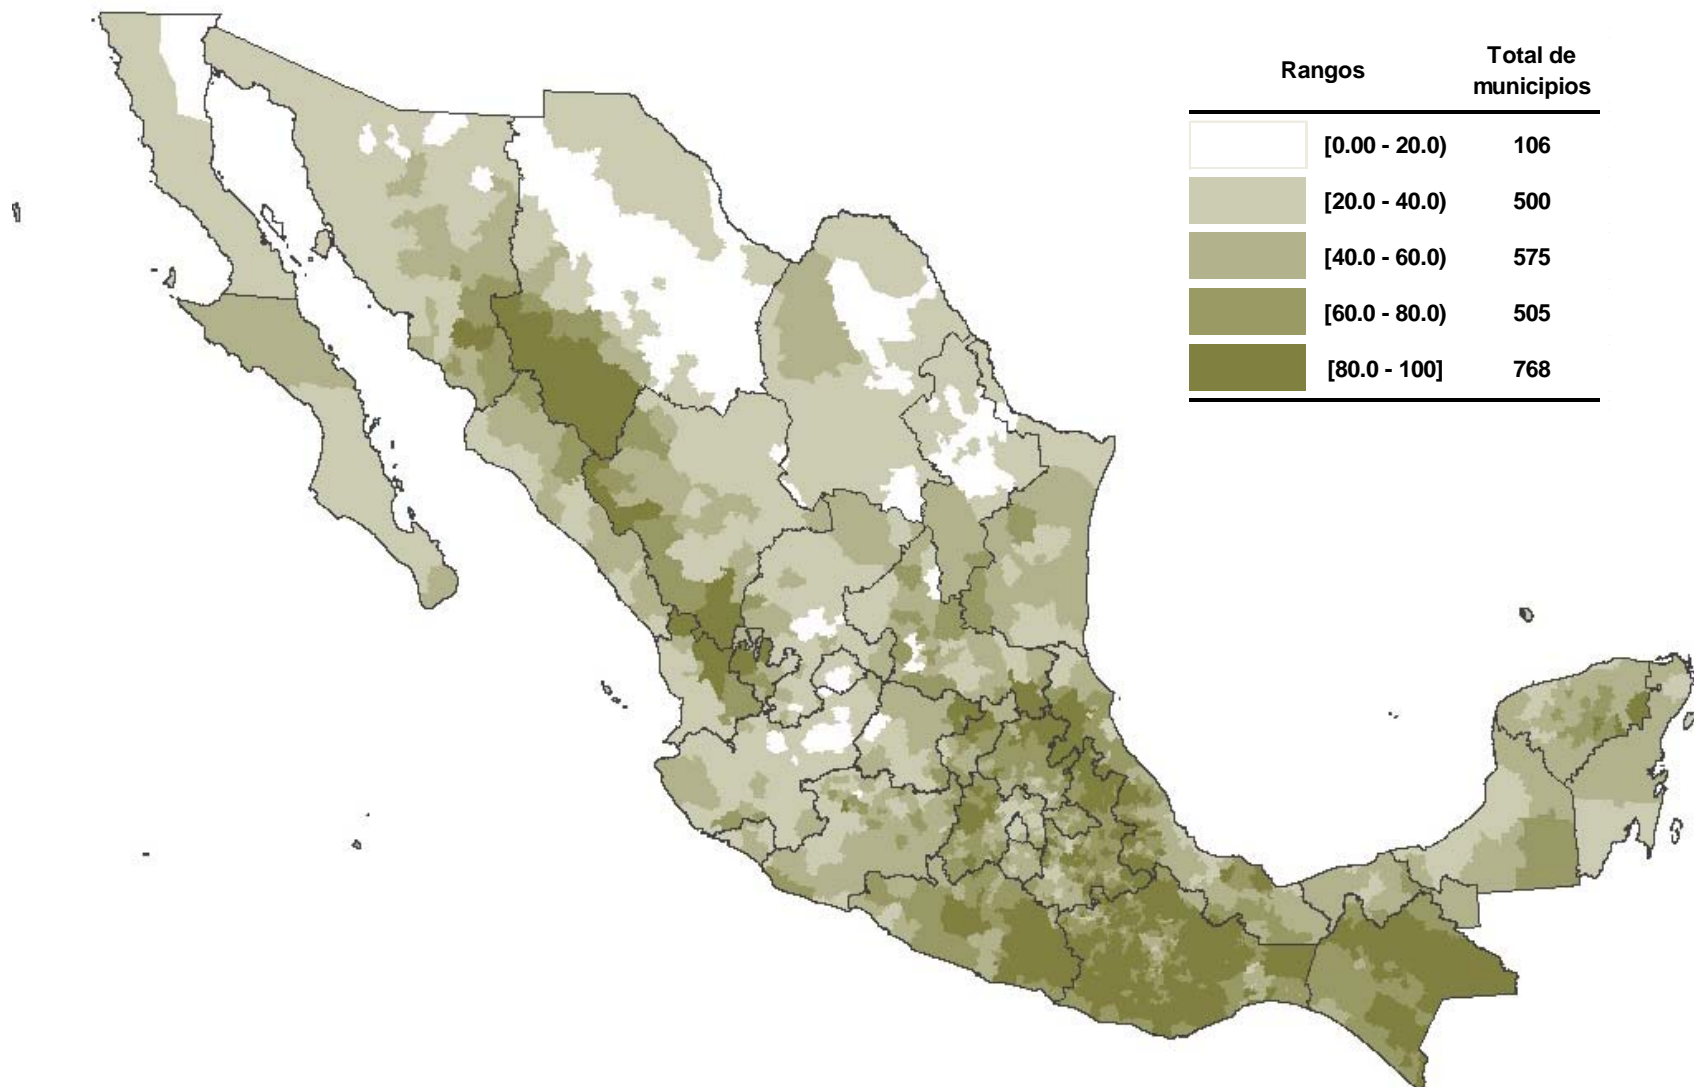 Rangos Total de municipios
[0.00 - 20.0) 106
[20.0 - 40.0) 500
[40.0 - 60.0) 575
[60.0 - 80.0) 505
[80.0 - 100] 768